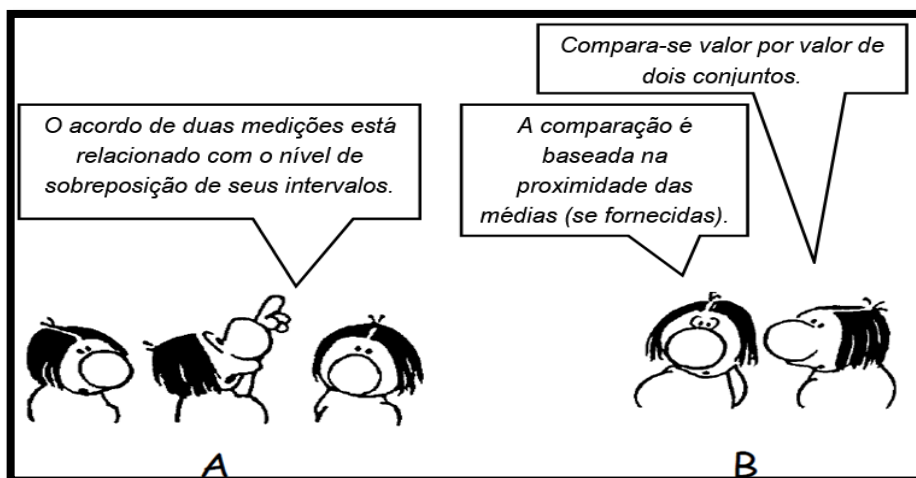 O acordo de duas medições está
relacionado com o nível de
sobreposição de seus intervalos.
A comparação é
baseada na
proximidade das
médias (se fornecidas).
Compara-se valor por valor de
dois conjuntos.
A
B